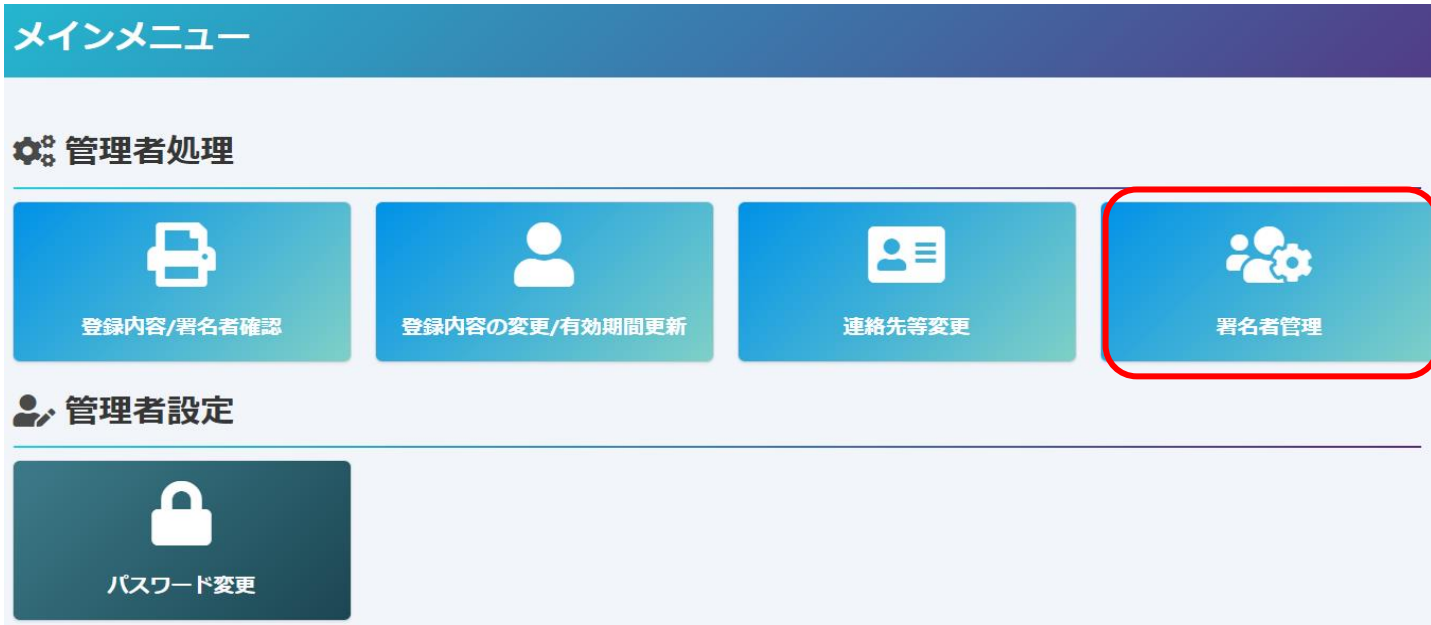 メインメニュー
管理者処理
登録内容/署名者確認
登録内容の変更/有効期間更新
連絡先等変更
署名者管理
管理者設定
パスワード変更